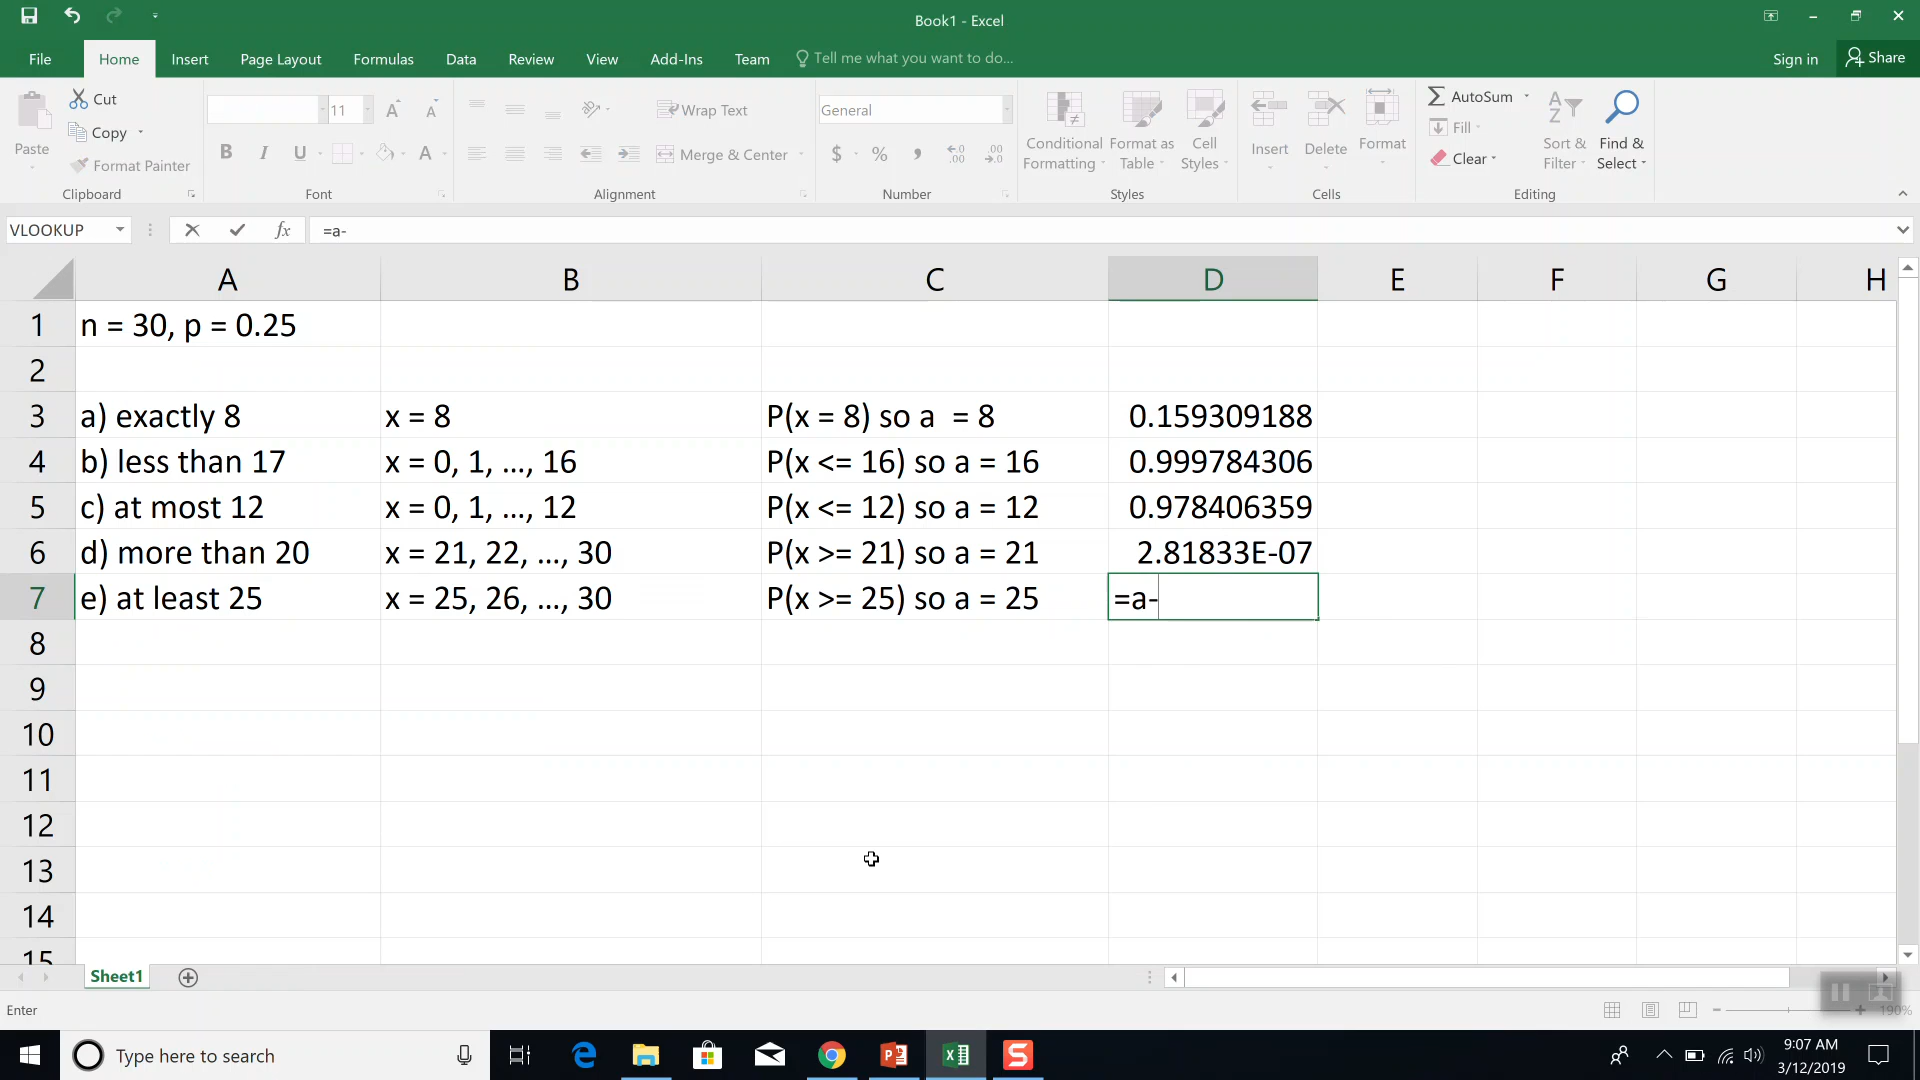 Book1 - Excel
File Home Insert Page Layout Formulas Data Review View Add-Ins Team Tell me what you want to do... Sign in Share
Paste
Cut
Copy
Format Painter
Clipboard
11
B I U A
Font
Wrap Text
Merge & Center
Alignment
General
$ % ,
Number
Conditional Formatting
Format as Table
Cell Styles
Styles
Insert Delete Format
Cells
AutoSum
Fill
Clear
Sort & Filter
Find & Select
Editing
VLOOKUP fx =a-
A B C D E F G H
1 n = 30, p = 0.25
2
3 a) exactly 8 x = 8 P(x = 8) so a  = 8 0.159309188
4 b) less than 17 x = 0, 1, ..., 16 P(x <= 16) so a = 16 0.999784306
5 c) at most 12 x = 0, 1, ..., 12 P(x <= 12) so a = 12 0.978406359
6 d) more than 20 x = 21, 22, ..., 30 P(x >= 21) so a = 21 2.81833E-07
7 e) at least 25 x = 25, 26, ..., 30 P(x >= 25) so a = 25 =a-
8
9
10
11
12
13
14
15
Sheet1
Enter 190%
Type here to search
9:07 AM
3/12/2019